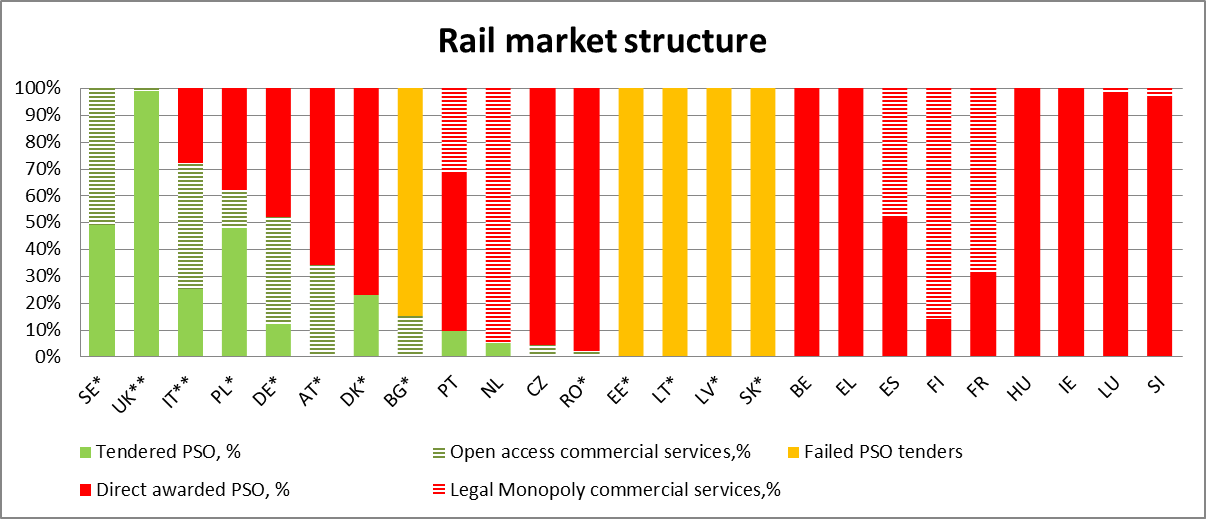 Rail market structure
100%
90%
80%
70%
60%
50%
40%
30%
20%
10%
0%
SE* UK** IT** PL* DE* AT* DK* BG* PT NL CZ RO* EE* LT* LV* SK* BE EL ES FI FR HU IE LU SI
Tendered PSO, % Open access commercial services,% Failed PSO tenders
Direct awarded PSO, % Legal Monopoly commercial services,%